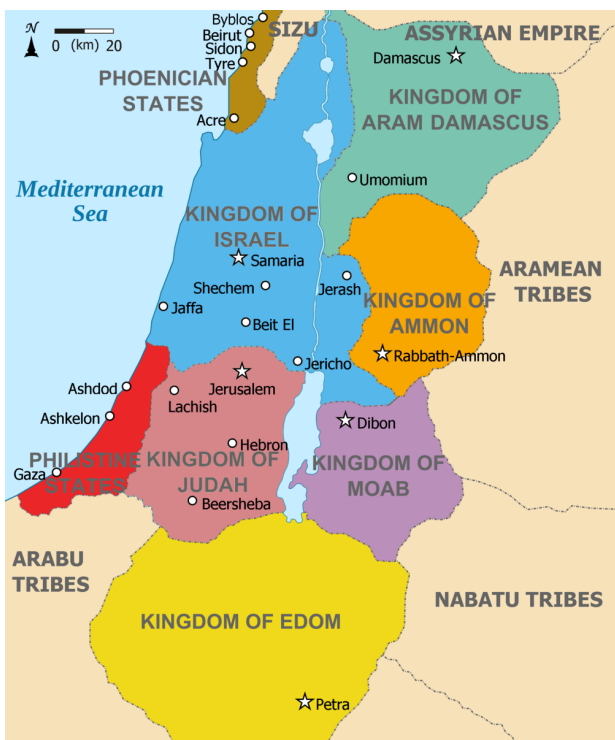 Byblos
SIZU
ASSYRIAN EMPIRE
N
0 (km) 20
Beirut
Sidon
Damascus
Tyre
PHOENICIAN
STATES
KINGDOM OF
ARAM DAMASCUS
Acre
Umomium
Mediterranean
Sea
KINGDOM OF
ISRAEL
Samaria
ARAMEAN
TRIBES
Shechem
Jerash
KINGDOM OF
AMMON
Jaffa
Beit El
Rabbath-Ammon
Jericho
Ashdod
Jerusalem
Lachish
Ashkelon
Dibon
Hebron
PHILISTINE
STATES
Gaza
KINGDOM OF
JUDAH
KINGDOM OF
MOAB
Beersheba
ARABU
TRIBES
NABATU TRIBES
KINGDOM OF EDOM
Petra